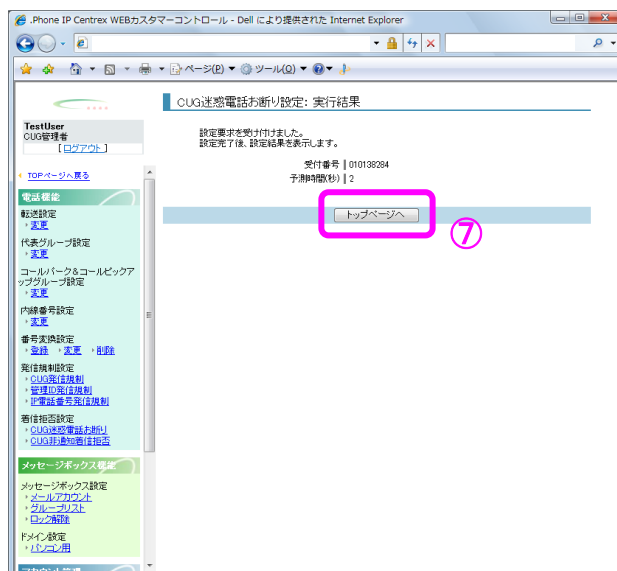 .Phone IP Centrex WEBカスタマーコントロール - Dell により提供された Internet Explorer
ページ(P) ツール(O)
CUG迷惑電話お断り設定: 実行結果
TestUser
CUG管理者
[ログアウト]
設定要求を受け付けました。
設定完了後、設定結果を表示します。
受付番号 010138284
予測時間(秒) 2
トップページへ
⑦
TOPページへ戻る
電話機能
転送設定
変更
代表グループ設定
変更
コールパーク&コールピックア
ップグループ設定
変更
内線番号設定
変更
番号変換設定
登録 変更 削除
発信規制設定
CUG発信規制
管理ID発信規制
IP電話番号発信規制
着信拒否設定
CUG迷惑電話お断り
CUG非通知着信拒否
メッセージボックス機能
メッセージボックス設定
メールアカウント
グループリスト
ロック解除
ドメイン設定
パソコン用
アカウント管理